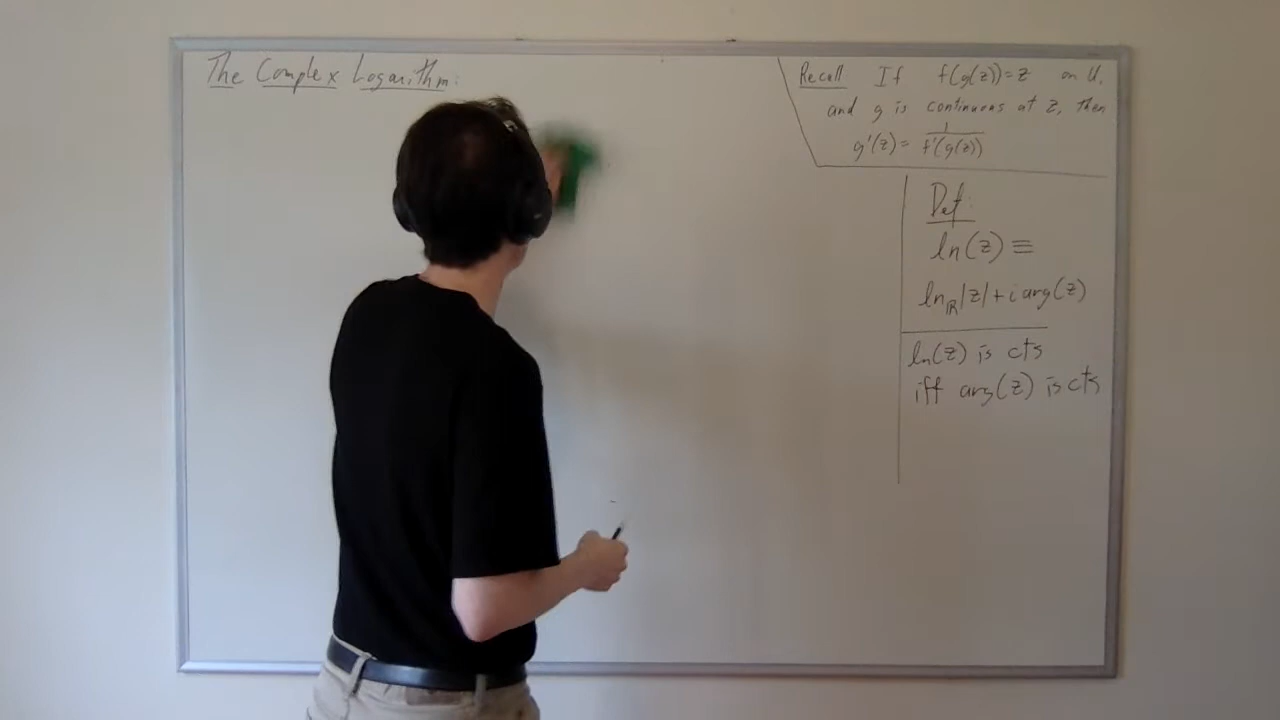 The Complex Logarithm:
Recall If f(g(z))=z on U,
and g is continuous at z, then
g'(z)= 1/f'(g(z))
Def:
ln(z) ≡
ln_ℝ|z|+i arg(z)
ln(z) is cts
iff arg(z) is cts